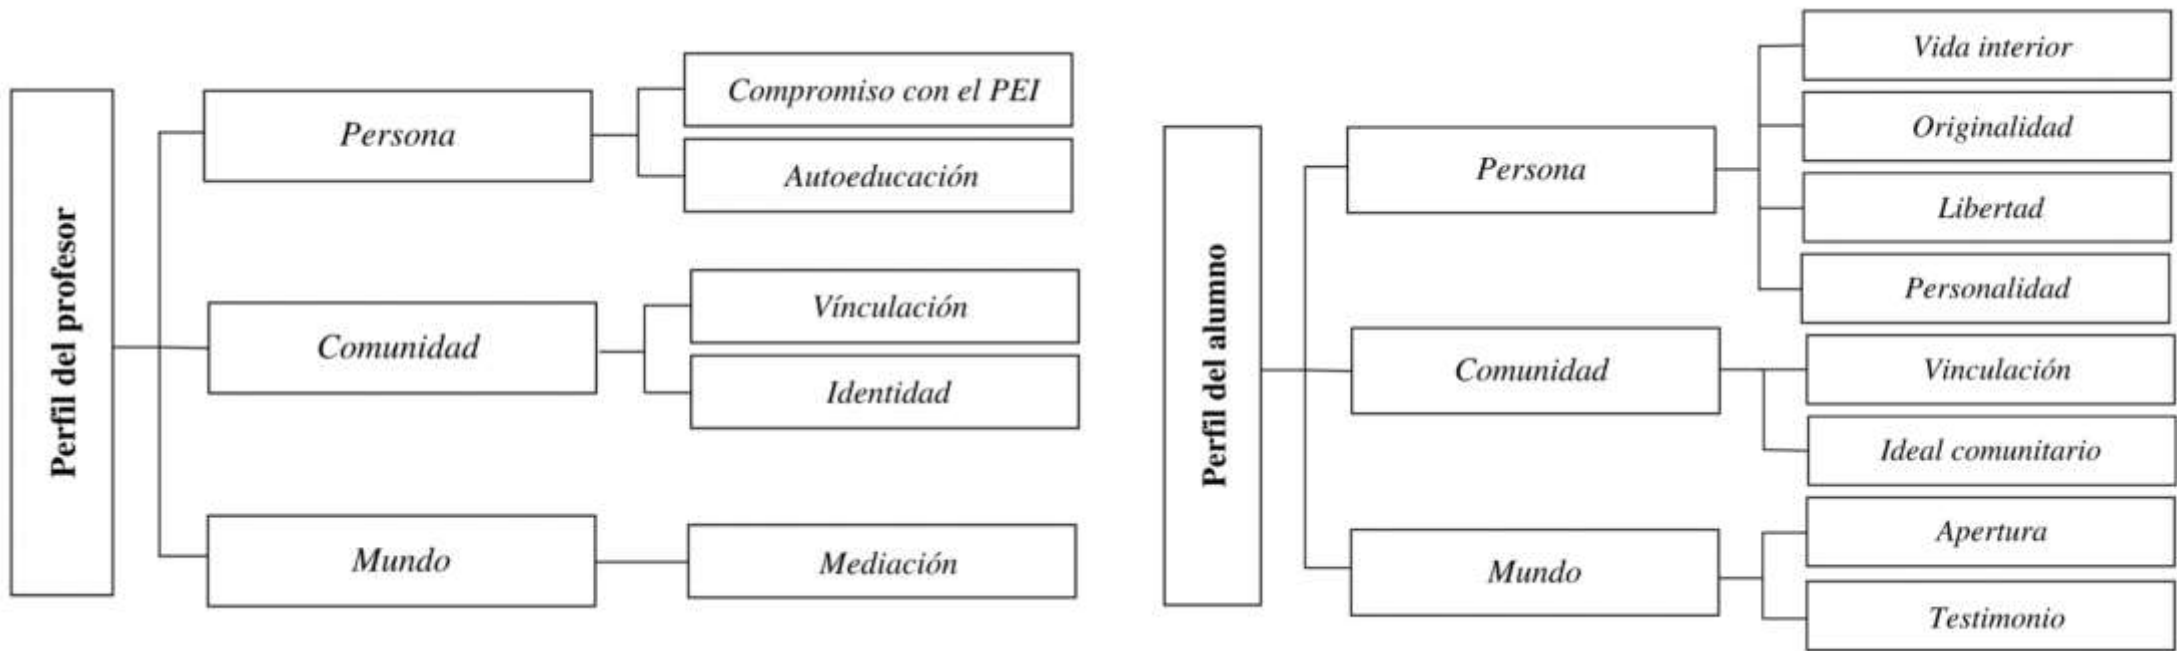 Perfil del profesor
Persona
Compromiso con el PEI
Autoeducación
Comunidad
Vínculación
Identidad
Mundo
Mediación
Perfil del alumno
Persona
Vida interior
Originalidad
Libertad
Personalidad
Comunidad
Vinculación
Ideal comunitario
Mundo
Apertura
Testimonio